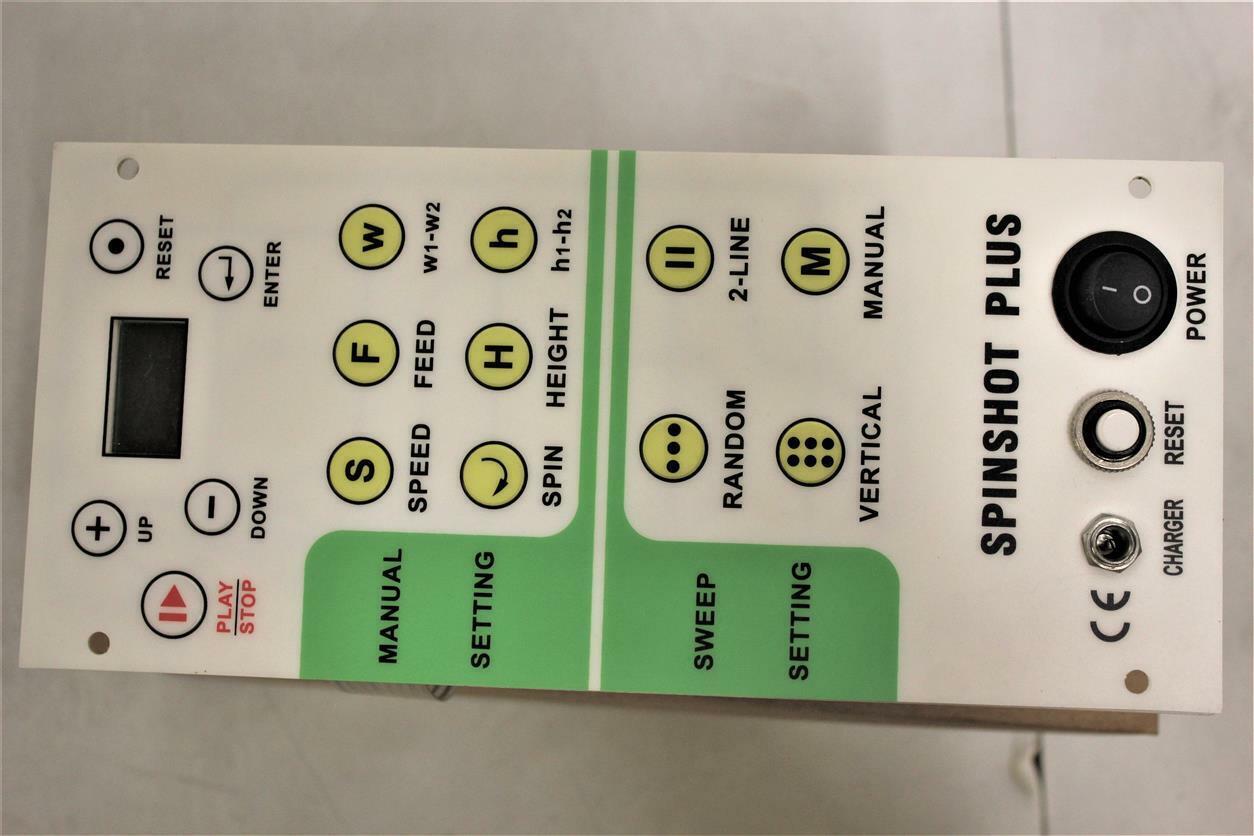 +
UP
RESET
−
PLAY
STOP
DOWN
ENTER
MANUAL
SETTING
S F w
SPEED FEED w1-w2
H h
SPIN HEIGHT h1-h2
SWEEP
SETTING
RANDOM 2-LINE
M
VERTICAL MANUAL
SPINSHOT PLUS
CE
I O
CHARGER RESET POWER